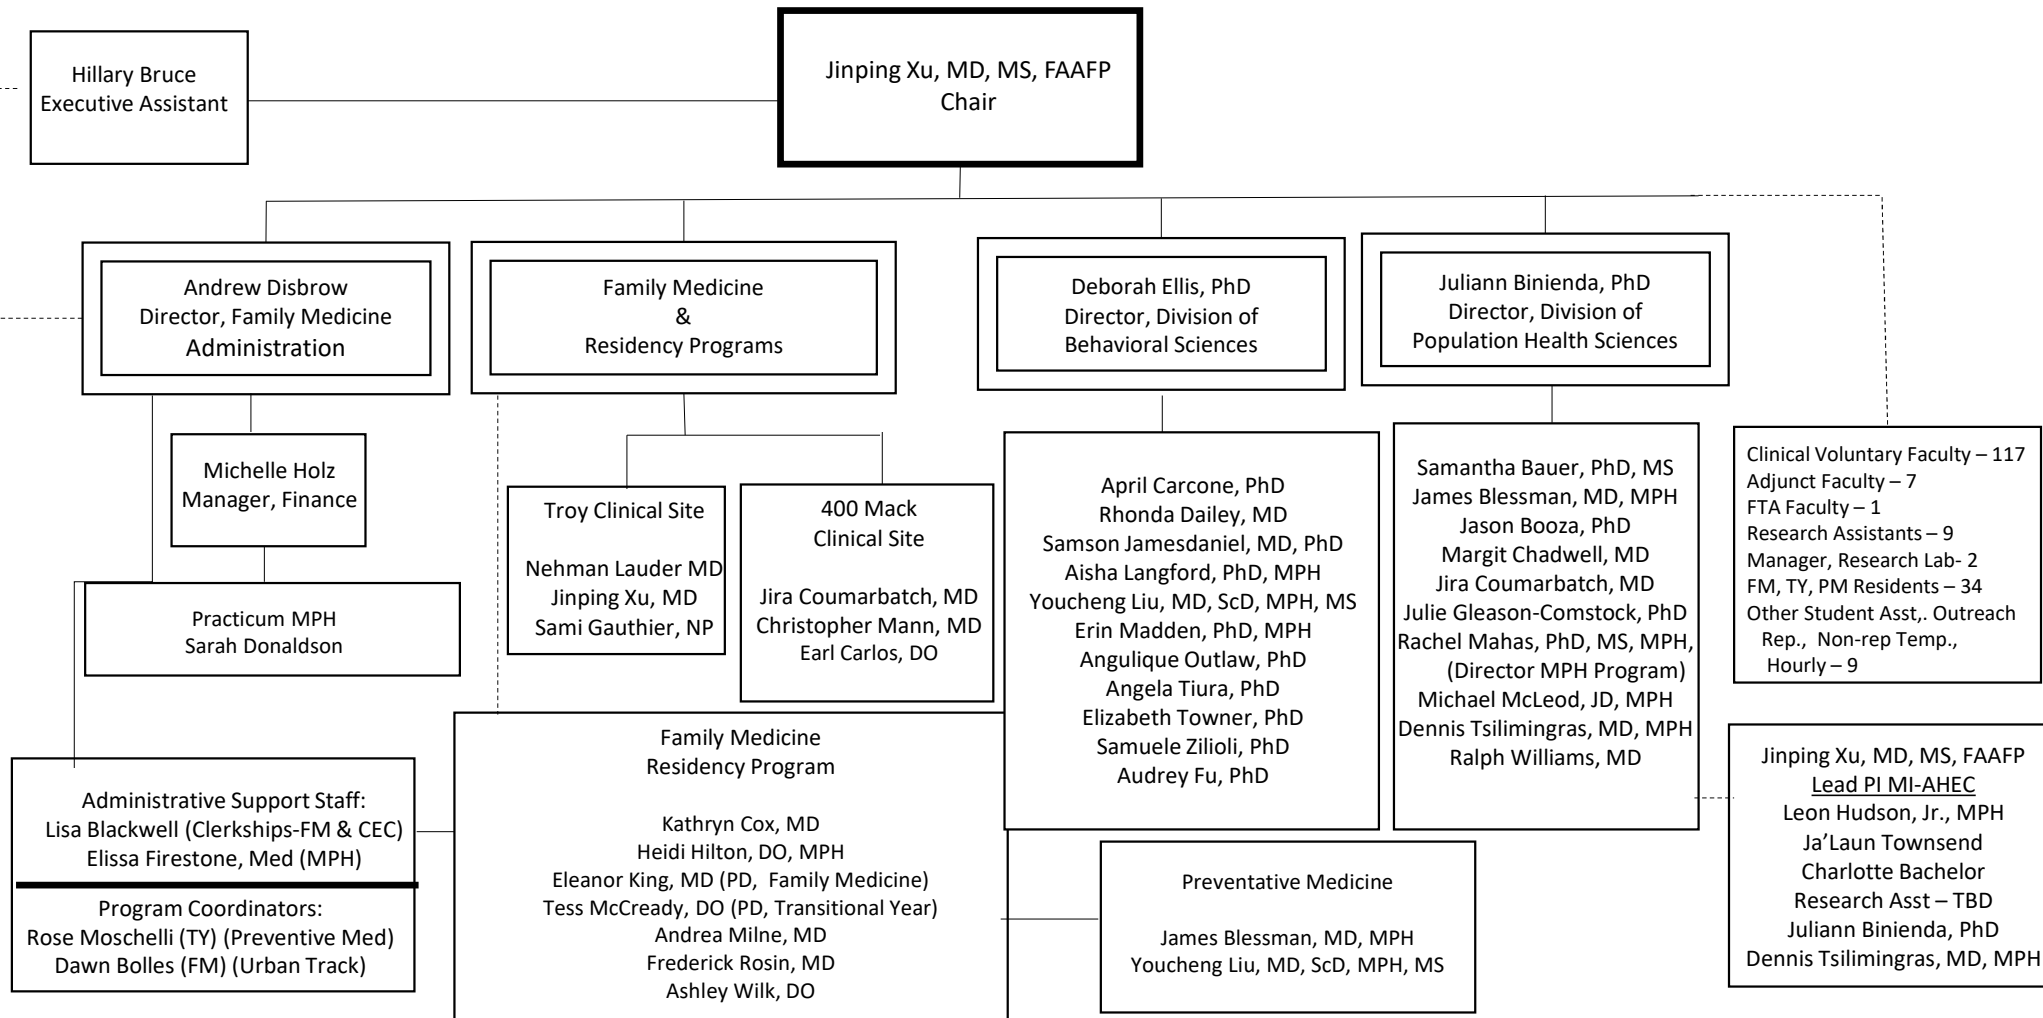 Hillary Bruce
Executive Assistant
Jinping Xu, MD, MS, FAAFP
Chair
Andrew Disbrow
Director, Family Medicine
Administration
Family Medicine
&
Residency Programs
Deborah Ellis, PhD
Director, Division of
Behavioral Sciences
Juliann Binienda, PhD
Director, Division of
Population Health Sciences
Michelle Holz
Manager, Finance
Practicum MPH
Sarah Donaldson
Troy Clinical Site
Nehman Lauder MD
Jinping Xu, MD
Sami Gauthier, NP
400 Mack
Clinical Site
Jira Coumarbatch, MD
Christopher Mann, MD
Earl Carlos, DO
April Carcone, PhD
Rhonda Dailey, MD
Samson Jamesdaniel, MD, PhD
Aisha Langford, PhD, MPH
Youcheng Liu, MD, ScD, MPH, MS
Erin Madden, PhD, MPH
Angulique Outlaw, PhD
Angela Tiura, PhD
Elizabeth Towner, PhD
Samuele Zilioli, PhD
Audrey Fu, PhD
Samantha Bauer, PhD, MS
James Blessman, MD, MPH
Jason Booza, PhD
Margit Chadwell, MD
Jira Coumarbatch, MD
Julie Gleason-Comstock, PhD
Rachel Mahas, PhD, MS, MPH,
(Director MPH Program)
Michael McLeod, JD, MPH
Dennis Tsilimingras, MD, MPH
Ralph Williams, MD
Clinical Voluntary Faculty – 117
Adjunct Faculty – 7
FTA Faculty – 1
Research Assistants – 9
Manager, Research Lab- 2
FM, TY, PM Residents – 34
Other Student Asst,. Outreach
Rep., Non-rep Temp.,
Hourly – 9
Administrative Support Staff:
Lisa Blackwell (Clerkships-FM & CEC)
Elissa Firestone, Med (MPH)
Program Coordinators:
Rose Moschelli (TY) (Preventive Med)
Dawn Bolles (FM) (Urban Track)
Family Medicine
Residency Program
Kathryn Cox, MD
Heidi Hilton, DO, MPH
Eleanor King, MD (PD, Family Medicine)
Tess McCready, DO (PD, Transitional Year)
Andrea Milne, MD
Frederick Rosin, MD
Ashley Wilk, DO
Preventative Medicine
James Blessman, MD, MPH
Youcheng Liu, MD, ScD, MPH, MS
Jinping Xu, MD, MS, FAAFP
Lead PI MI-AHEC
Leon Hudson, Jr., MPH
Ja’Laun Townsend
Charlotte Bachelor
Research Asst – TBD
Juliann Binienda, PhD
Dennis Tsilimingras, MD, MPH